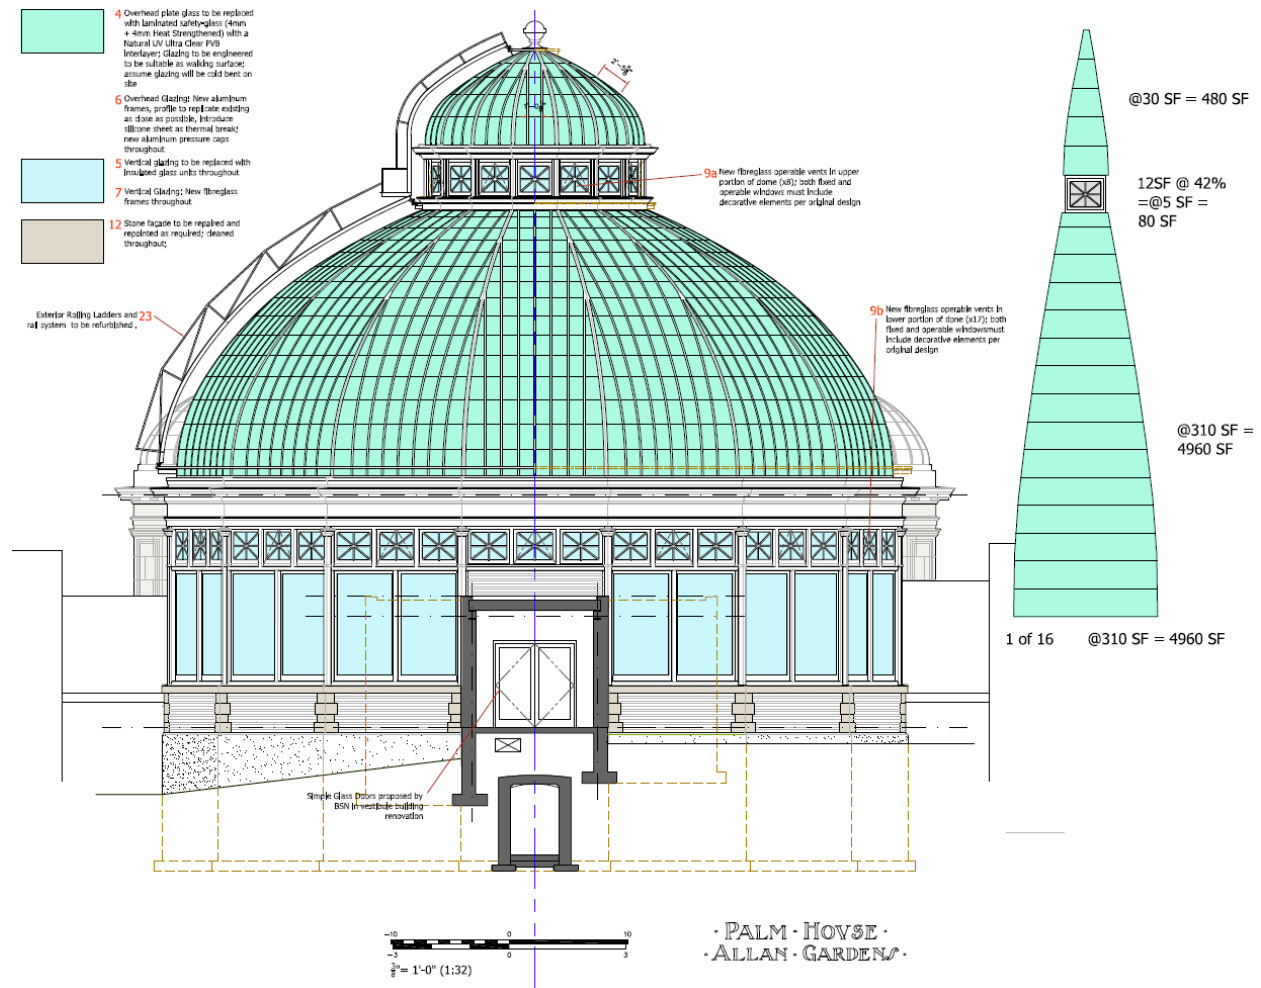 4 Overhead plate glass to be replaced
with laminated safety-glass (4mm
+ 4mm Heat Strengthened) with a
Natural UV Ultra Clear PVB
Interlayer; Glazing to be engineered
to be suitable as walking surface;
assume glazing will be cold bent on
site
6 Overhead Glazing: New aluminum
frames, profile to replicate existing
as close as possible, introduce
silicone sheet as thermal break;
new aluminum pressure caps
throughout
5 Vertical glazing to be replaced with
insulated glass units throughout
7 Vertical Glazing: New fibreglass
frames throughout
12 Stone façade to be repaired and
repointed as required; cleaned
throughout;
Exterior Rolling Ladders and 23
rail system to be refurbished .
9a New fibreglass operable vents in upper
portion of dome (x8); both fixed and
operable windows must include
decorative elements per original design
9b New fibreglass operable vents in
lower portion of done (x17); both
fixed and operable windowsmust
include decorative elements per
original design
@30 SF = 480 SF
12SF @ 42%
=@5 SF =
80 SF
@310 SF =
4960 SF
1 of 16 @310 SF = 4960 SF
Simple Glass Doors proposed by
BSN in vestibule building
renovation
-10 0 10
-3 0 3
= 1'-0" (1:32)
· PALM · HOVSE ·
· ALLAN · GARDENS ·